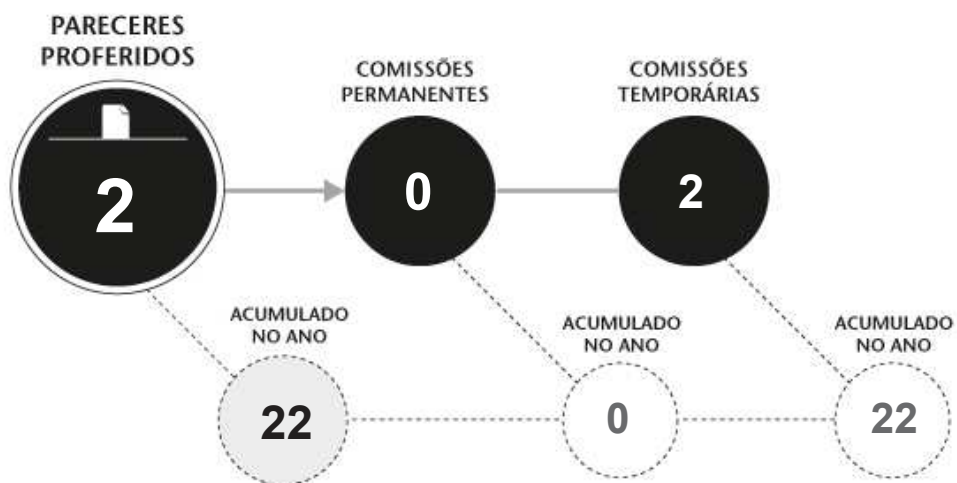 PARECERES
PROFERIDOS
2
COMISSÕES
PERMANENTES
0
COMISSÕES
TEMPORÁRIAS
2
ACUMULADO
NO ANO
22
ACUMULADO
NO ANO
0
ACUMULADO
NO ANO
22